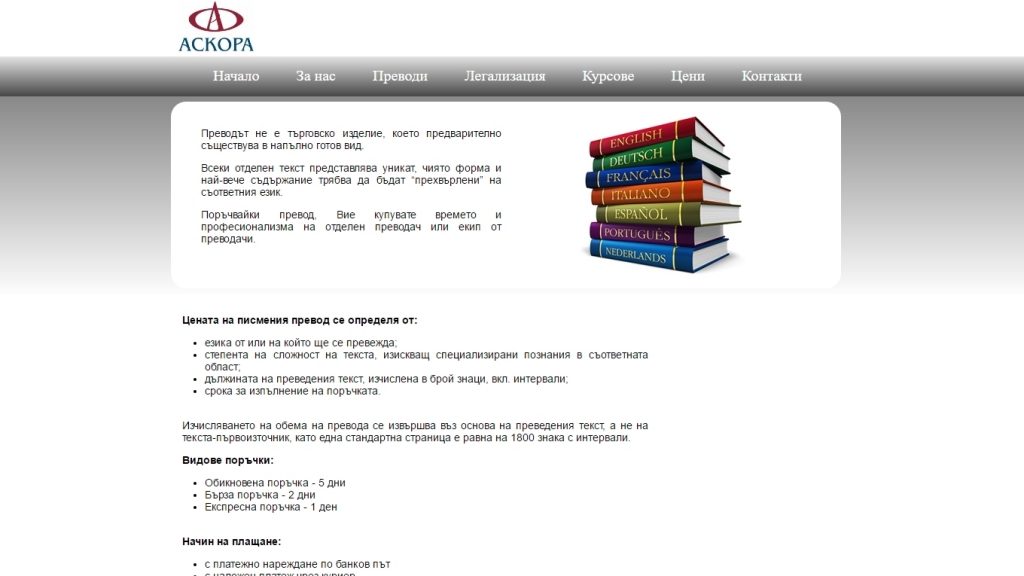 АСКОРА
Начало За нас Преводи Легализация Курсове Цени Контакти
Преводът не е търговско изделие, което предварително
съществува в напълно готов вид.
Всеки отделен текст представлява уникат, чиято форма и
най-вече съдържание трябва да бъдат “прехвърлени” на
съответния език.
Поръчвайки превод, Вие купувате времето и
професионализма на отделен преводач или екип от
преводачи.
ENGLISH
DEUTSCH
FRANÇAIS
ITALIANO
ESPAÑOL
PORTUGUÊS
NEDERLANDS
Цената на писмения превод се определя от:
• езика от или на който ще се превежда;
• степента на сложност на текста, изискващ специализирани познания в съответната
област;
• дължината на преведения текст, изчислена в брой знаци, вкл. интервали;
• срока за изпълнение на поръчката.
Изчисляването на обема на превода се извършва въз основа на преведения текст, а не на
текста-първоизточник, като една стандартна страница е равна на 1800 знака с интервали.
Видове поръчки:
• Обикновена поръчка - 5 дни
• Бърза поръчка - 2 дни
• Експресна поръчка - 1 ден
Начин на плащане:
• с платежно нареждане по банков път
• с наложен платеж чрез куриер